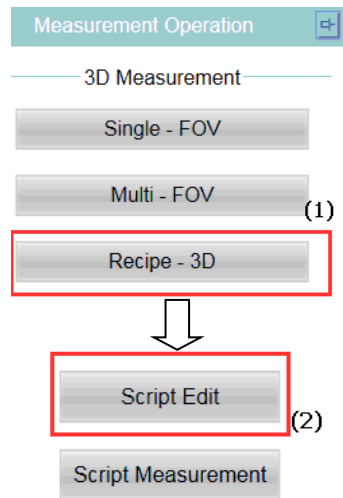 Measurement Operation
3D Measurement
Single - FOV
Multi - FOV
(1)
Recipe - 3D
Script Edit
(2)
Script Measurement